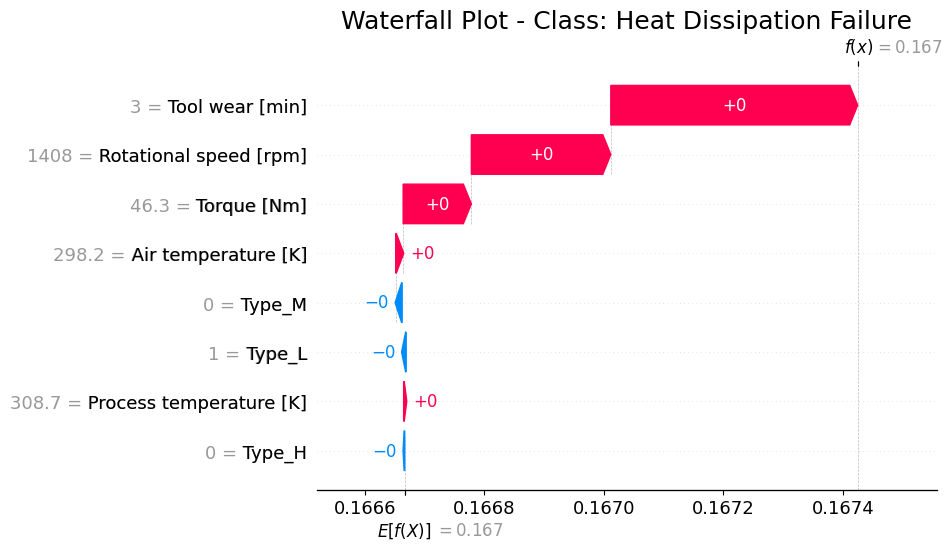 Waterfall Plot - Class: Heat Dissipation Failure
f(x) = 0.167
3 = Tool wear [min]
+0
1408 = Rotational speed [rpm]
+0
46.3 = Torque [Nm]
+0
298.2 = Air temperature [K]
+0
0 = Type_M
−0
1 = Type_L
−0
308.7 = Process temperature [K]
+0
0 = Type_H
−0
0.1666 0.1668 0.1670 0.1672 0.1674
E[f(X)] = 0.167